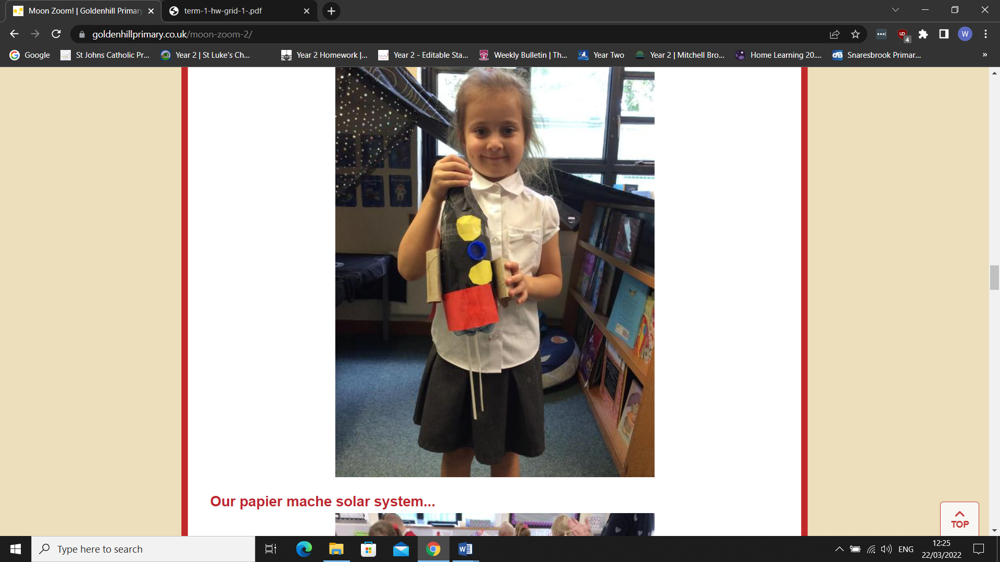 Moon Zoom! | Goldenhill Primary
term-1-hw-grid-1-.pdf
goldenhillprimary.co.uk/moon-zoom-2/
4
W
Google
St Johns Catholic Pr...
Year 2 | St Luke's Ch...
Year 2 Homework |...
Year 2 - Editable Sta...
Weekly Bulletin | Th...
Year Two
Year 2 | Mitchell Bro...
Home Learning 20....
Snaresbrook Primar...
»
Our papier mache solar system...
TOP
Type here to search
ENG
12:25
22/03/2022